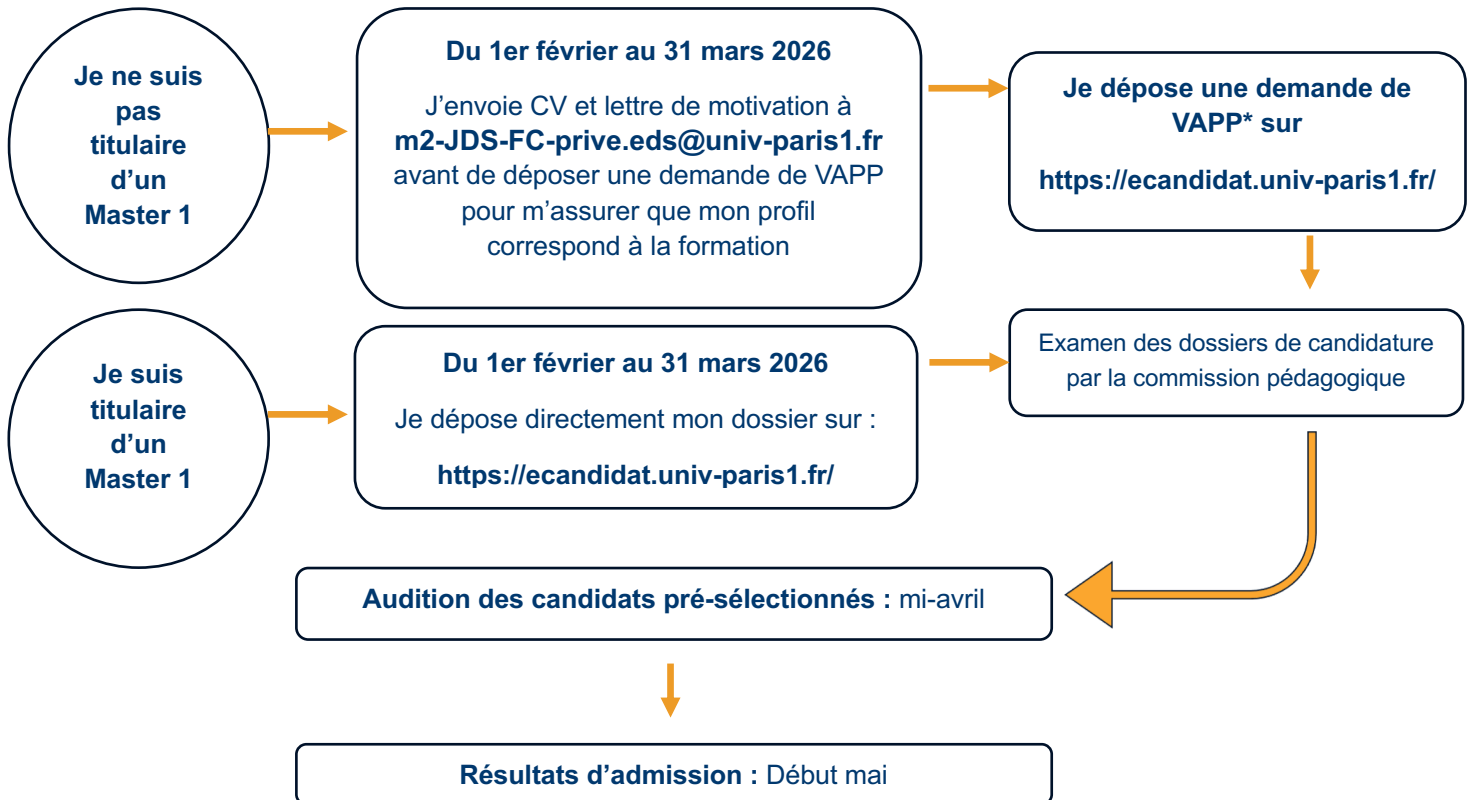 Je ne suis
pas
titulaire
d’un
Master 1
Du 1er février au 31 mars 2026
J’envoie CV et lettre de motivation à
m2-JDS-FC-prive.eds@univ-paris1.fr
avant de déposer une demande de VAPP
pour m’assurer que mon profil
correspond à la formation
Je dépose une demande de
VAPP* sur
https://ecandidat.univ-paris1.fr/
Je suis
titulaire
d’un
Master 1
Du 1er février au 31 mars 2026
Je dépose directement mon dossier sur :
https://ecandidat.univ-paris1.fr/
Examen des dossiers de candidature
par la commission pédagogique
Audition des candidats pré-sélectionnés : mi-avril
Résultats d’admission : Début mai